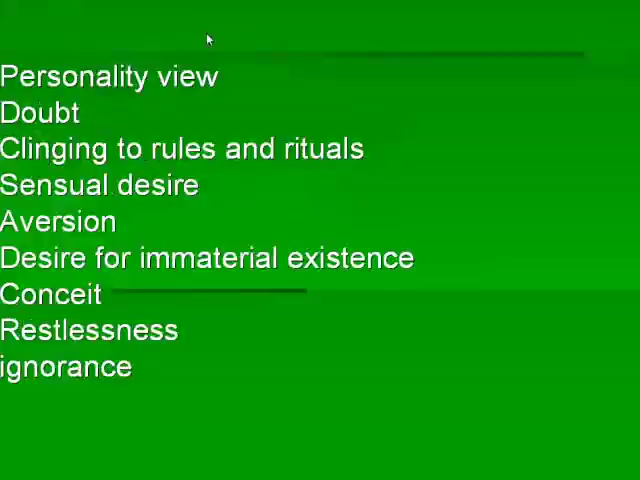 Personality view
Doubt
Clinging to rules and rituals
Sensual desire
Aversion
Desire for immaterial existence
Conceit
Restlessness
ignorance